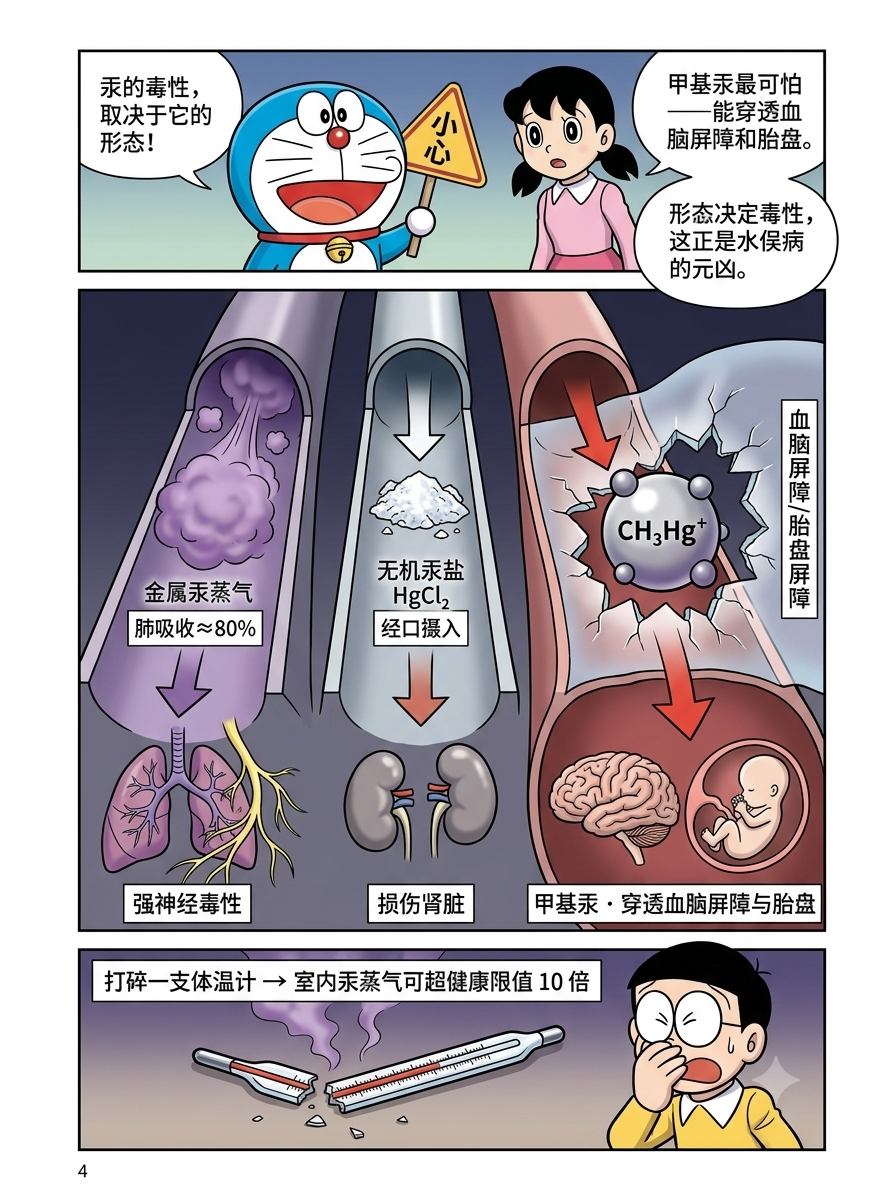 汞的毒性，
取决于它的
形态！
小
心
甲基汞最可怕
——能穿透血
脑屏障和胎盘。
形态决定毒性，
这正是水俣病
的元凶。
金属汞蒸气
肺吸收≈80%
强神经毒性
无机汞盐
HgCl₂
经口摄入
损伤肾脏
CH₃Hg⁺
血脑屏障/胎盘屏障
甲基汞·穿透血脑屏障与胎盘
打碎一支体温计 → 室内汞蒸气可超健康限值 10 倍
4